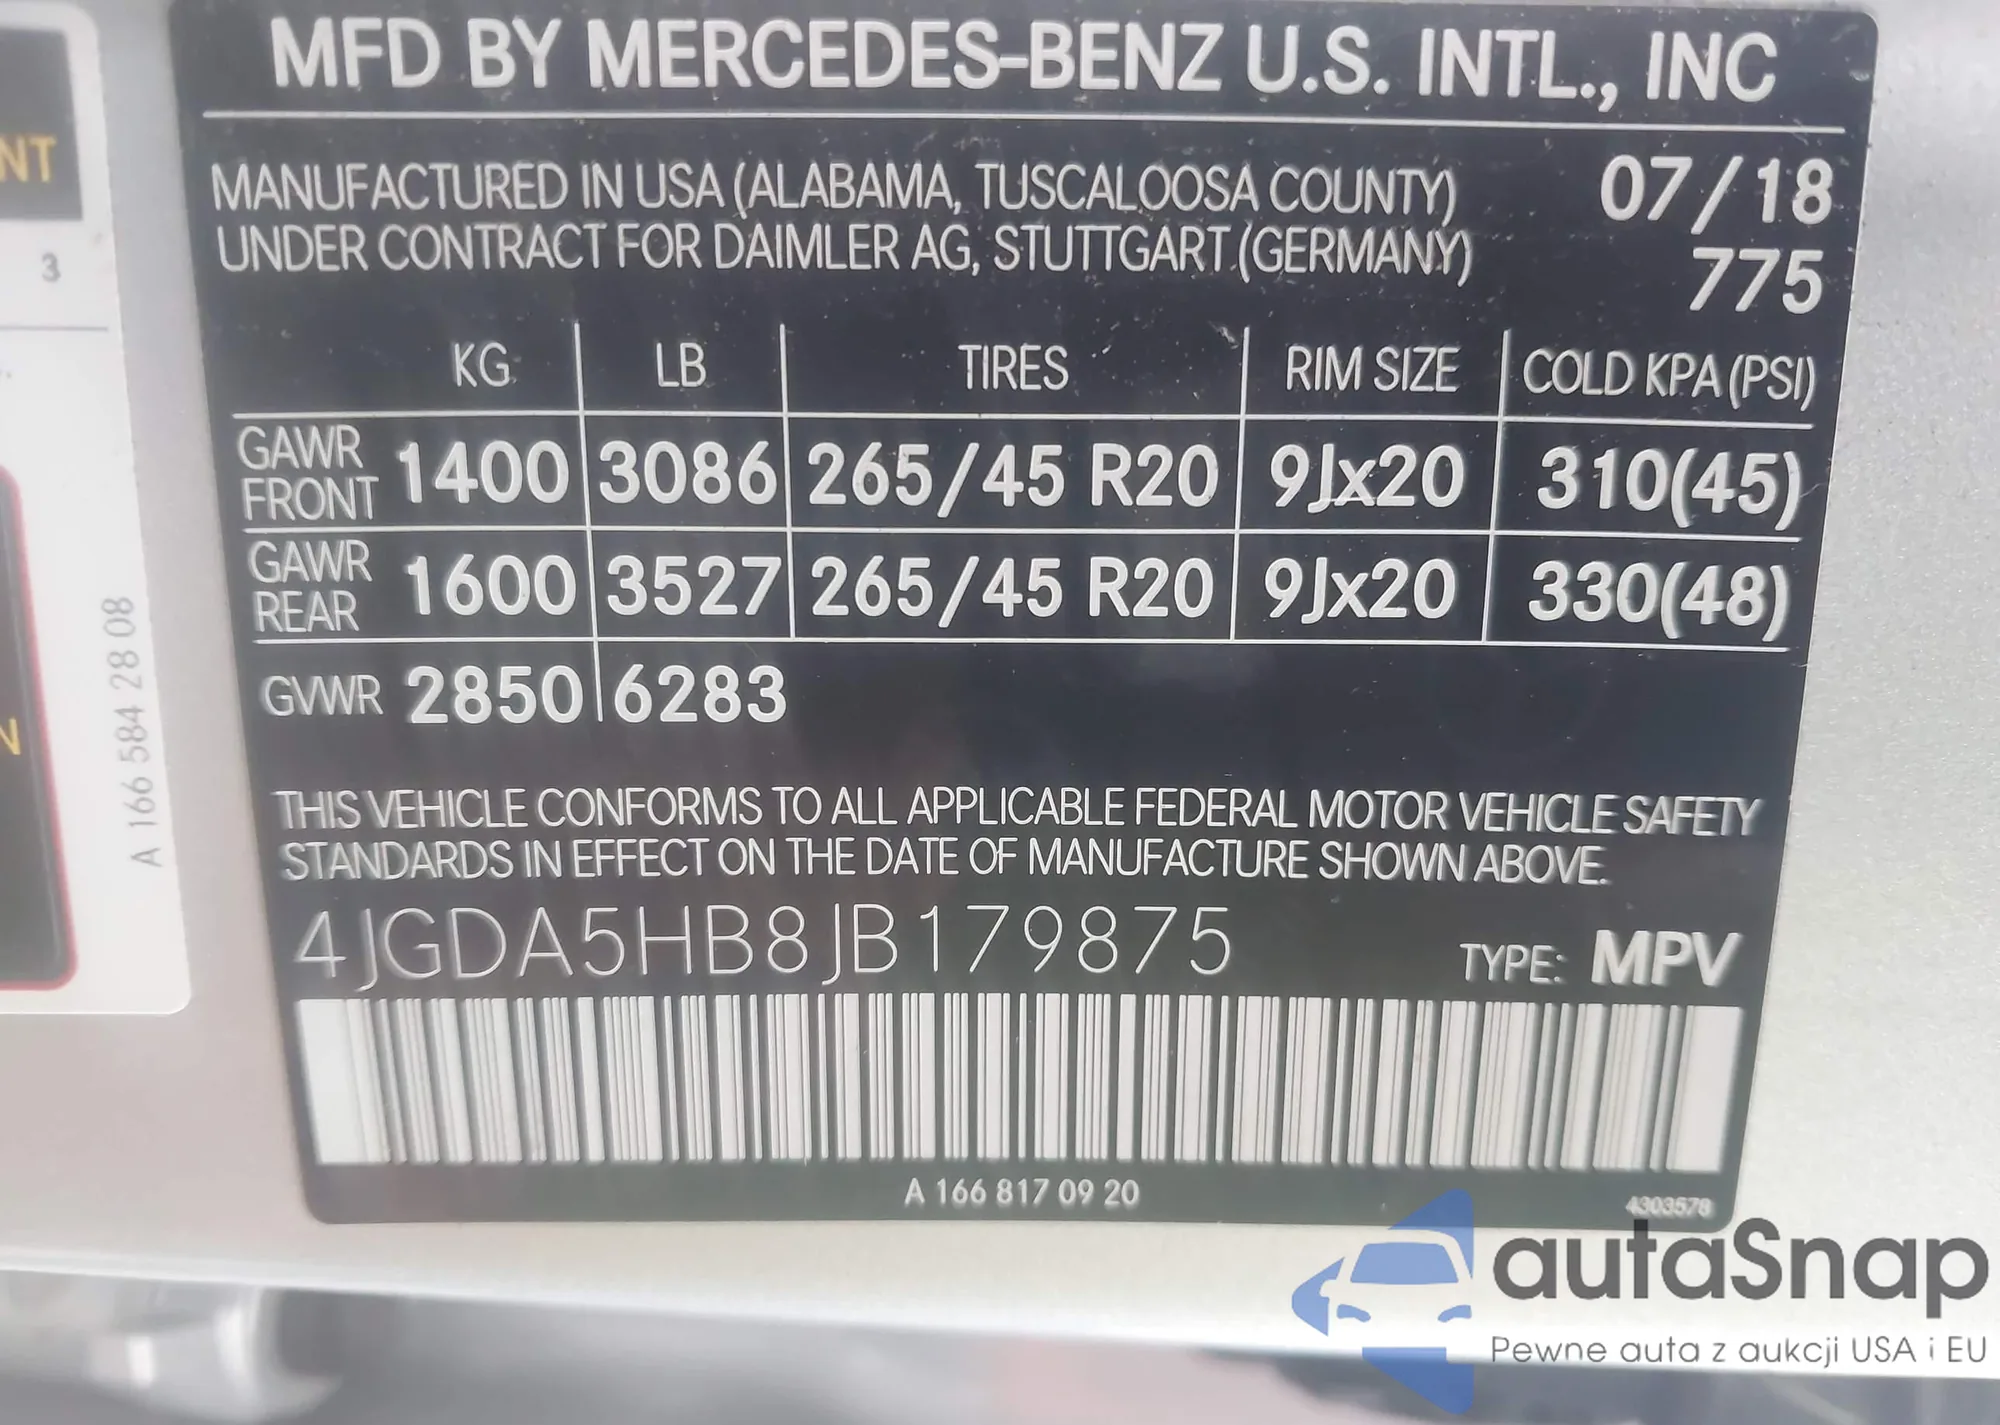 MFD BY MERCEDES-BENZ U.S. INTL., INC
MANUFACTURED IN USA (ALABAMA, TUSCALOOSA COUNTY) 07/18
UNDER CONTRACT FOR DAIMLER AG, STUTTGART (GERMANY) 775
KG LB TIRES RIM SIZE COLD KPA (PSI)
GAWR FRONT 1400 3086 265/45 R20 9Jx20 310(45)
GAWR REAR 1600 3527 265/45 R20 9Jx20 330(48)
GVWR 2850 6283
THIS VEHICLE CONFORMS TO ALL APPLICABLE FEDERAL MOTOR VEHICLE SAFETY
STANDARDS IN EFFECT ON THE DATE OF MANUFACTURE SHOWN ABOVE.
4JGDA5HB8JB179875 TYPE: MPV
A 166 817 09 20
4303578
NT
3
N
A 166 584 28 08
autaSnap
Pewne auta z aukcji USA i EU